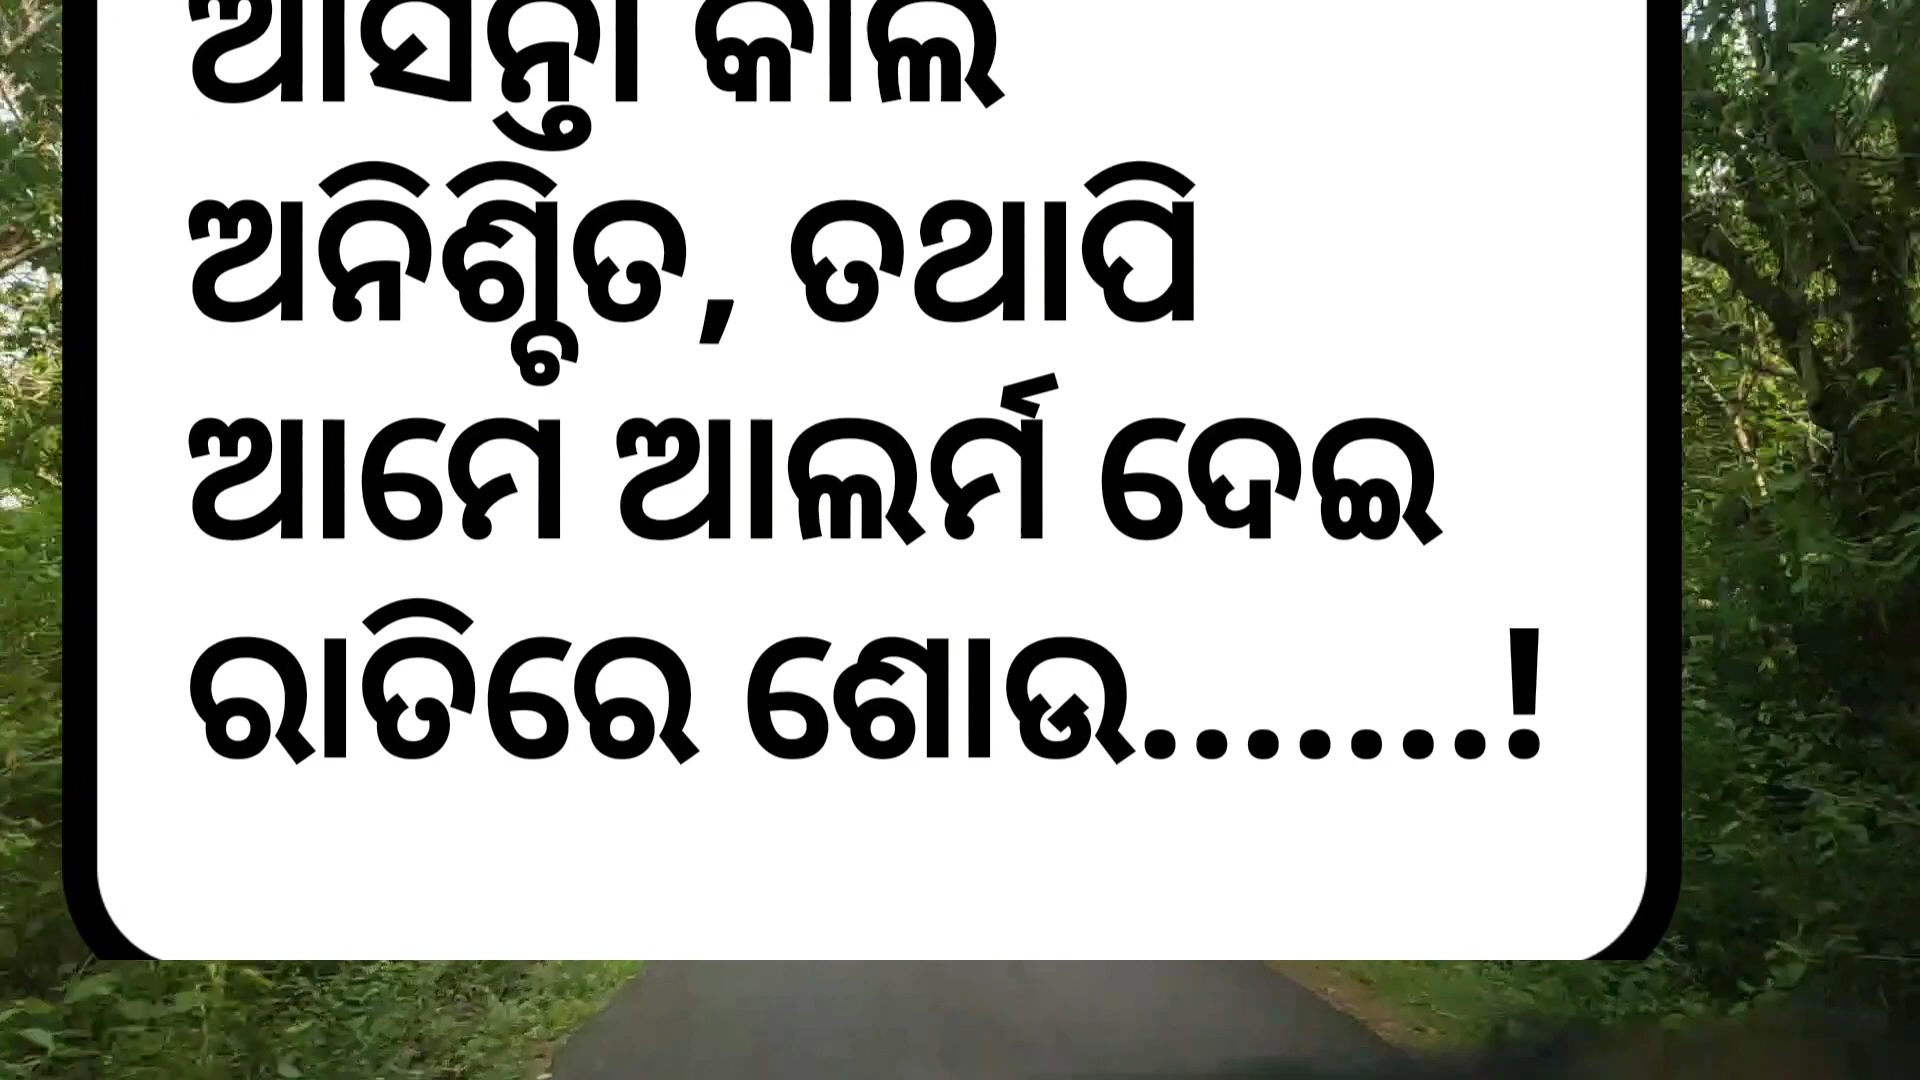 ଆସନ୍ତା କାଲି
ଅନିଶ୍ଚିତ, ତଥାପି
ଆମେ ଆଲର୍ମ ଦେଇ
ରାତିରେ ଶୋଉ.......!